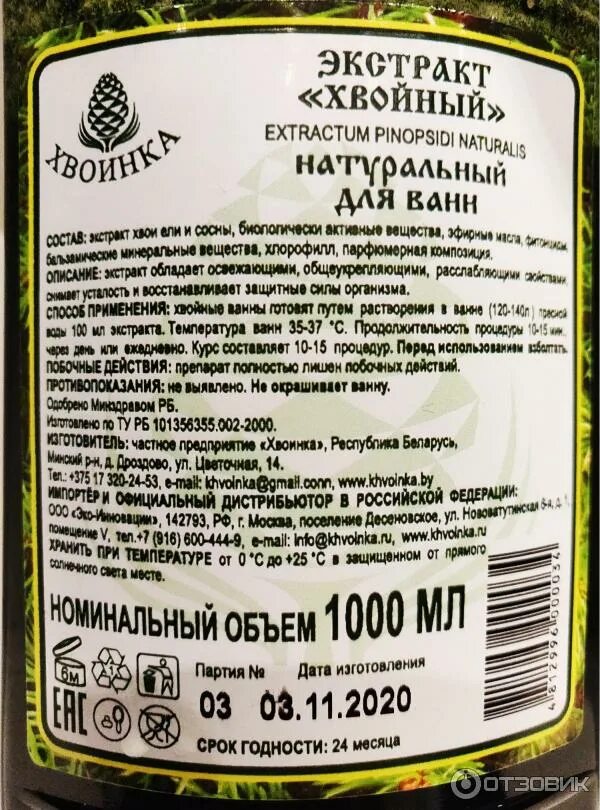 ХВОИНКА
ЭКСТРАКТ
«ХВОЙНЫЙ»
EXTRACTUM PINOPSIDI NATURALIS
натуральный
для ванн
СОСТАВ: экстракт хвои ели и сосны, биологически активные вещества, эфирные масла, фитонциды,
бальзамические минеральные вещества, хлорофилл, парфюмерная композиция.
ОПИСАНИЕ: экстракт обладает освежающими, общеукрепляющими, расслабляющими свойствами,
снимает усталость и восстанавливает защитные силы организма.
СПОСОБ ПРИМЕНЕНИЯ: хвойные ванны готовят путем растворения в ванне (120-140л) пресной
воды 100 мл экстракта. Температура ванн 35-37 °C. Продолжительность процедуры 10-15 мин.,
через день или ежедневно. Курс составляет 10-15 процедур. Перед использованием взболтать.
ПОБОЧНЫЕ ДЕЙСТВИЯ: препарат полностью лишен побочных действий.
ПРОТИВОПОКАЗАНИЯ: не выявлено. Не окрашивает ванну.
Одобрено Минздравом РБ.
Изготовлено по ТУ РБ 101356355.002-2000.
ИЗГОТОВИТЕЛЬ: частное предприятие «Хвоинка», Республика Беларусь,
Минский р-н, д. Дроздово, ул. Цветочная, 14.
Тел.: +375 17 320-24-53, e-mail: khvoinka@gmail.conn, www.khvoinka.by
ИМПОРТЁР И ОФИЦИАЛЬНЫЙ ДИСТРИБЬЮТОР В РОССИЙСКОЙ ФЕДЕРАЦИИ:
ООО «Эко-Инновации», 142793, РФ, г. Москва, поселение Десеновское, ул. Нововатутинская 6-я, д. 1,
помещение V, тел.+7 (916) 600-444-9, e-mail: info@khvoinka.ru, www.khvoinka.ru
ХРАНИТЬ ПРИ ТЕМПЕРАТУРЕ от 0 °C до +25 °C в защищенном от прямого
солнечного света месте.
НОМИНАЛЬНЫЙ ОБЪЕМ 1000 МЛ
6м
Партия № Дата изготовления
EAC 03 03.11.2020
СРОК ГОДНОСТИ: 24 месяца
4 812996 000034
ОТЗОВИК